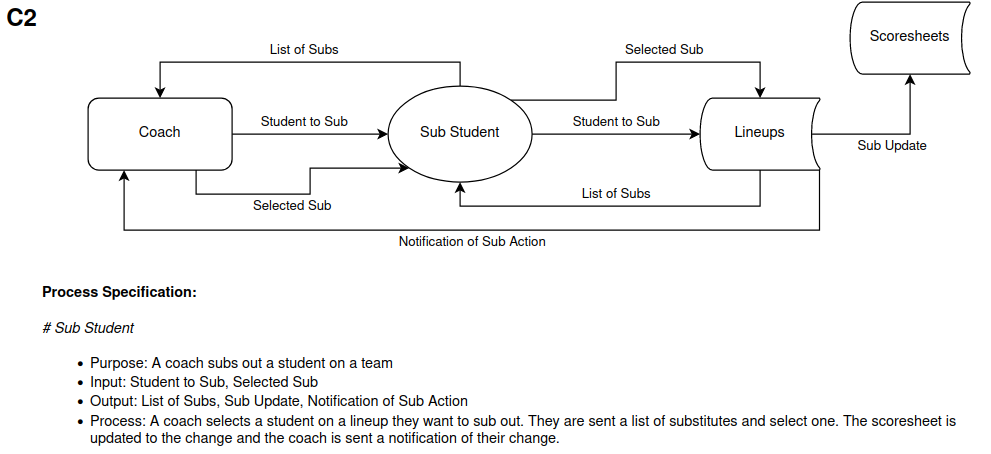 C2
Scoresheets
List of Subs
Selected Sub
Coach
Student to Sub
Sub Student
Student to Sub
Lineups
Sub Update
Selected Sub
List of Subs
Notification of Sub Action
Process Specification:
# Sub Student
• Purpose: A coach subs out a student on a team
• Input: Student to Sub, Selected Sub
• Output: List of Subs, Sub Update, Notification of Sub Action
• Process: A coach selects a student on a lineup they want to sub out. They are sent a list of substitutes and select one. The scoresheet is
updated to the change and the coach is sent a notification of their change.